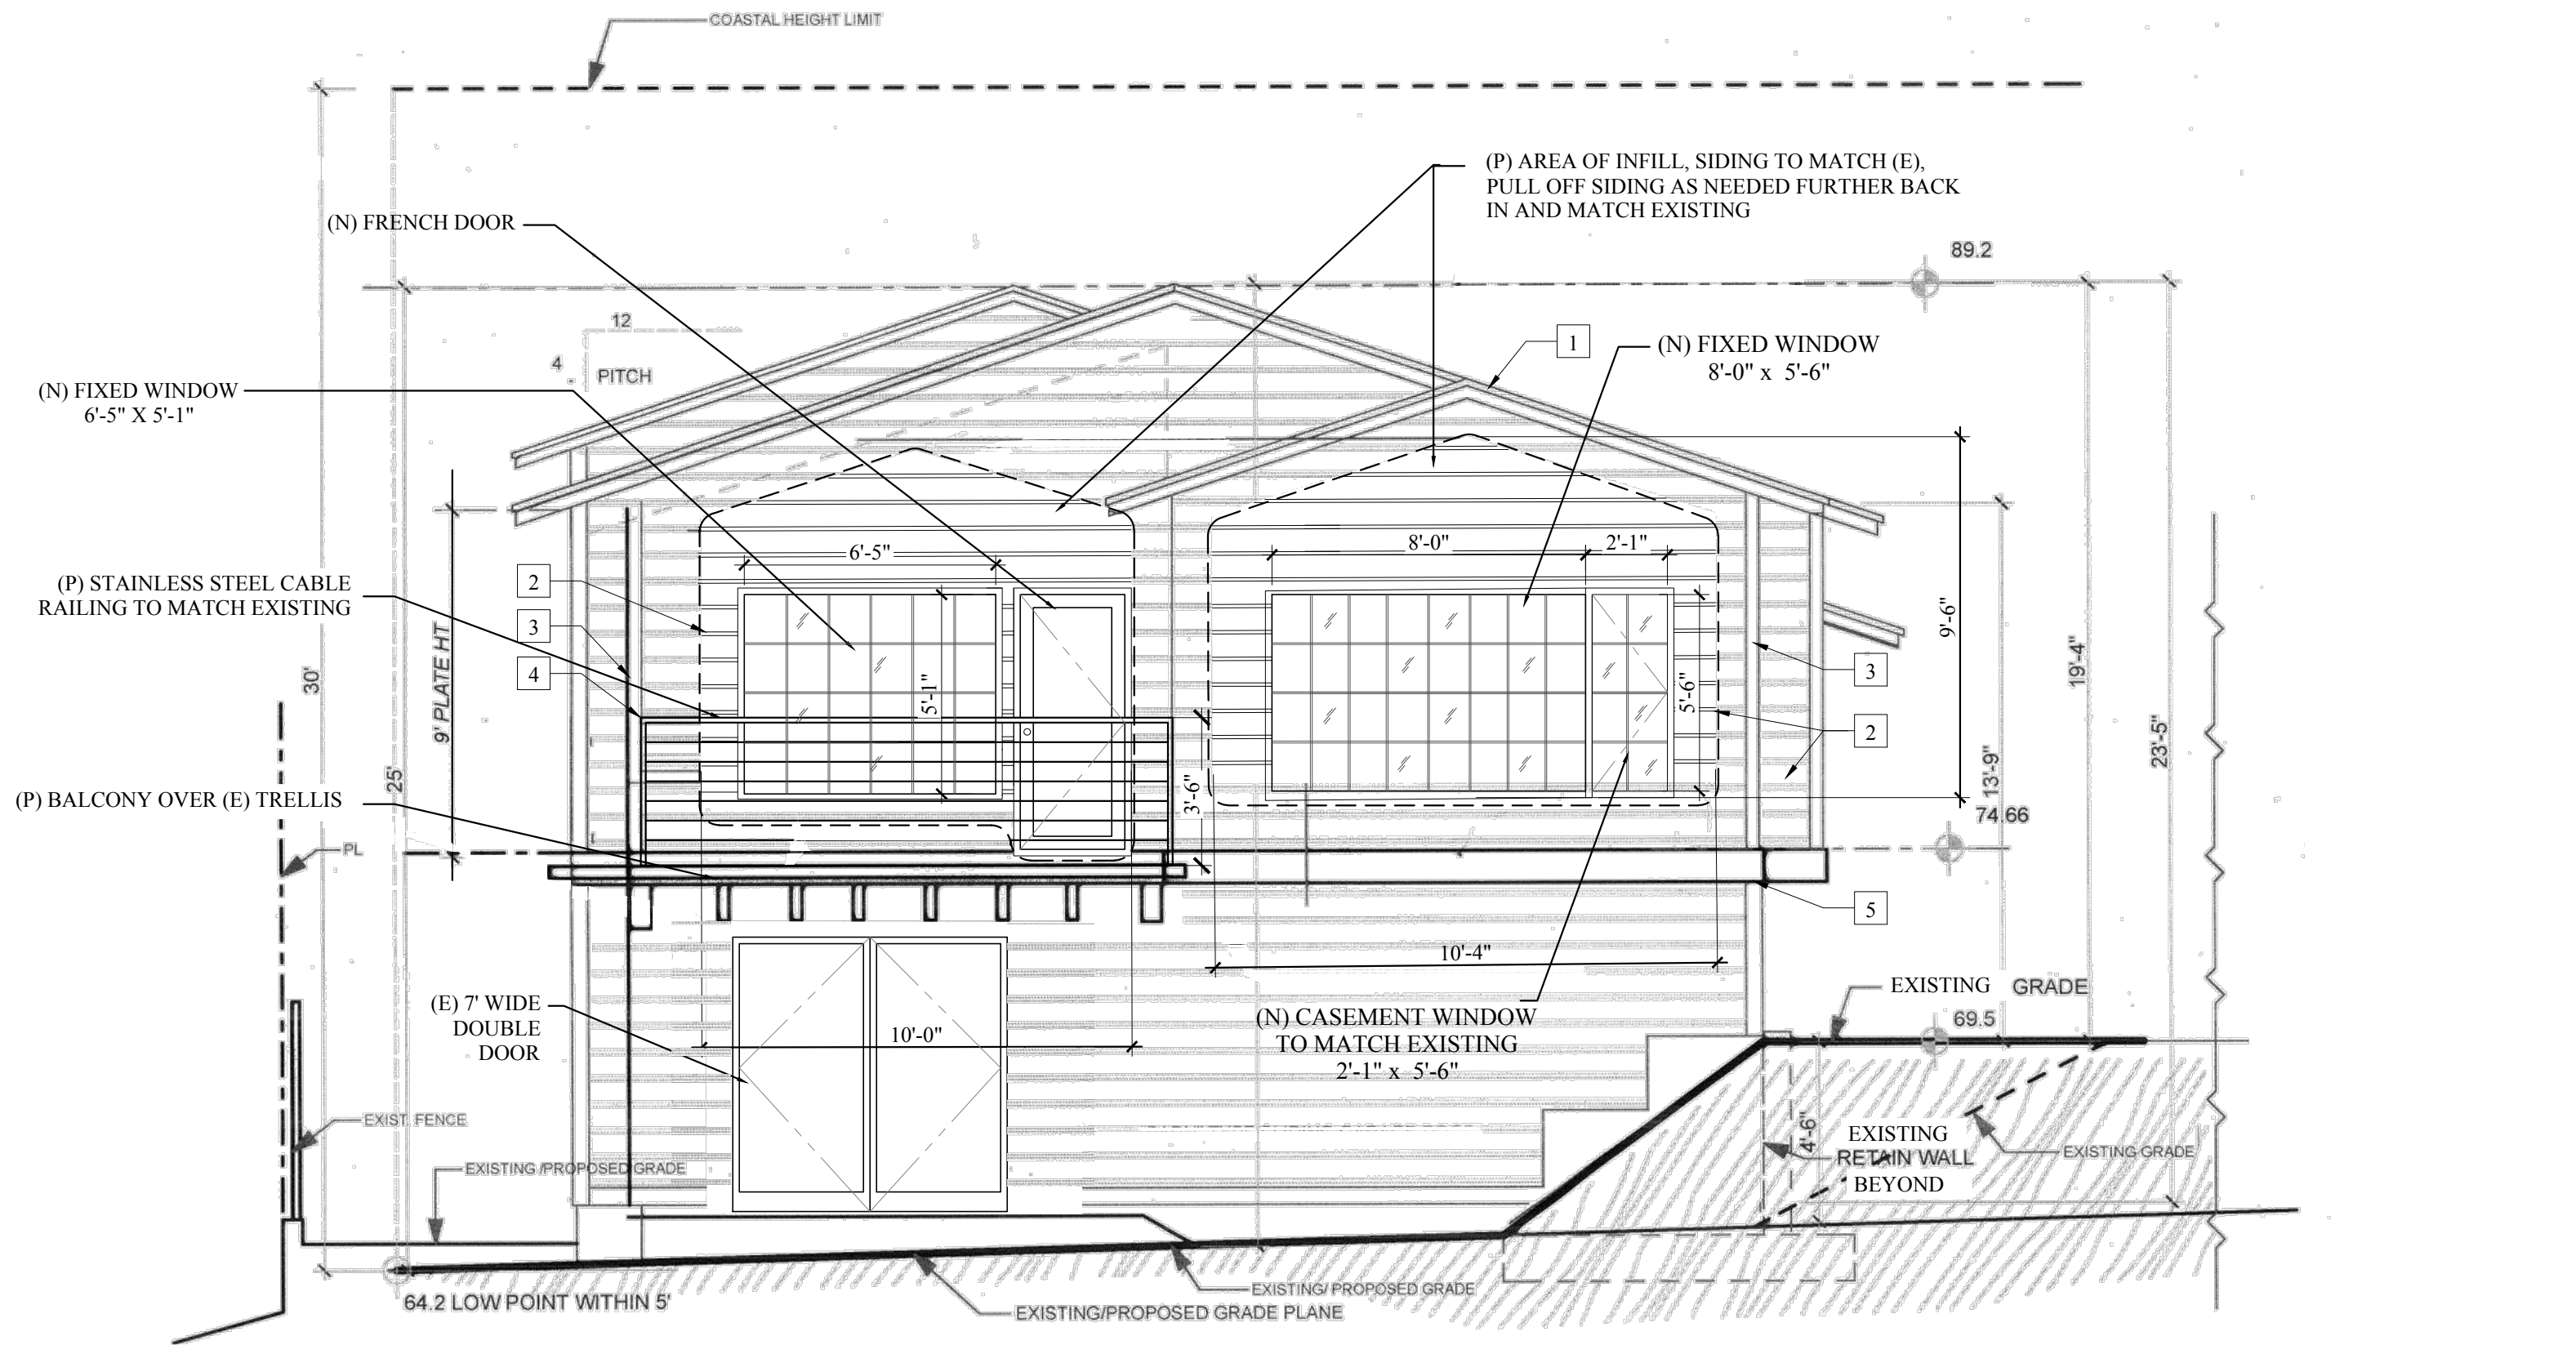 COASTAL HEIGHT LIMIT
(P) AREA OF INFILL, SIDING TO MATCH (E),
PULL OFF SIDING AS NEEDED FURTHER BACK
IN AND MATCH EXISTING
(N) FRENCH DOOR
89.2
12
4
PITCH
1
(N) FIXED WINDOW
8'-0" x 5'-6"
(N) FIXED WINDOW
6'-5" X 5'-1"
6'-5"
8'-0"
2'-1"
(P) STAINLESS STEEL CABLE
RAILING TO MATCH EXISTING
2
3
4
9' PLATE HT
30'
25'
5'-1"
5'-6"
9'-6"
3
2
19'-4"
23'-5"
13'-9"
3'-6"
74.66
(P) BALCONY OVER (E) TRELLIS
PL
5
10'-4"
EXISTING GRADE
69.5
(E) 7' WIDE
DOUBLE
DOOR
10'-0"
(N) CASEMENT WINDOW
TO MATCH EXISTING
2'-1" x 5'-6"
EXIST. FENCE
4'-6"
EXISTING
RETAIN WALL
BEYOND
EXISTING GRADE
EXISTING /PROPOSED GRADE
64.2 LOW POINT WITHIN 5'
EXISTING/ PROPOSED GRADE
EXISTING/PROPOSED GRADE PLANE